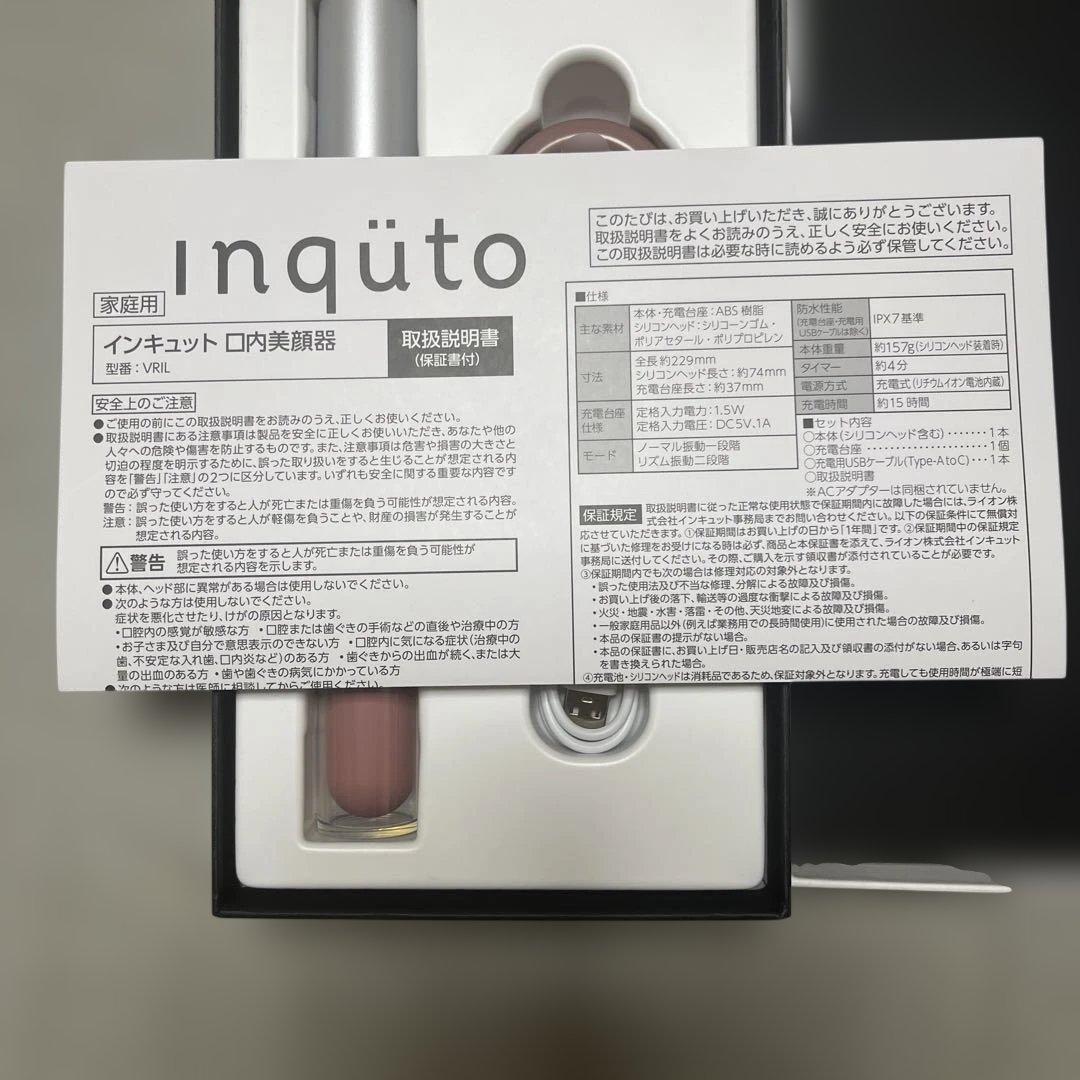 ınqüto
家庭用
インキュット 口内美顔器
型番：VRIL
取扱説明書
(保証書付)
安全上のご注意
●ご使用の前にこの取扱説明書をお読みのうえ、正しくお使いください。
●取扱説明書にある注意事項は製品を安全に正しくお使いいただき、あなたや他の
人々への危険や傷害を防止するものです。また、注意事項は危害や損害の大きさと
切迫の程度を明示するために、誤った取り扱いをすると生じることが想定される内
容を「警告」「注意」の2つに区分しています。いずれも安全に関する重要な内容です
ので必ず守ってください。
警告：誤った使い方をすると人が死亡または重傷を負う可能性が想定される内容。
注意：誤った使い方をすると人が軽傷を負うことや、財産の損害が発生することが
想定される内容。
警告
誤った使い方をすると人が死亡または重傷を負う可能性が
想定される内容を示します。
●本体、ヘッド部に異常がある場合は使用しないでください。
●次のような方は使用しないでください。
症状を悪化させたり、けがの原因となります。
・口腔内の感覚が敏感な方 ・口腔または歯ぐきの手術などの直後や治療中の方
・お子さま及び自分で意思表示のできない方 ・口腔内に気になる症状(治療中の
歯、不安定な入れ歯、口内炎など)のある方 ・歯ぐきからの出血が続く、または大
量の出血のある方 ・歯や歯ぐきの病気にかかっている方
●次のような方は医師に相談してからご使用ください。
このたびは、お買い上げいただき、誠にありがとうございます。
取扱説明書をよくお読みのうえ、正しく安全にお使いください。
この取扱説明書は必要な時に読めるよう必ず保管してください。
■仕様
主な素材
本体・充電台座：ABS樹脂
シリコンヘッド：シリコーンゴム・
ポリアセタール・ポリプロピレン
寸法
全長 約229mm
シリコンヘッド長さ：約74mm
充電台座長さ：約37mm
充電台座
仕様
定格入力電力：1.5W
定格入力電圧：DC5V、1A
モード
ノーマル振動一段階
リズム振動二段階
防水性能
(充電台座・充電用
USBケーブルは除く)
IPX7基準
本体重量
約157g(シリコンヘッド装着時)
タイマー
約4分
電源方式
充電式(リチウムイオン電池内蔵)
充電時間
約15時間
■セット内容
○本体(シリコンヘッド含む)・・・・・・・1本
○充電台座・・・・・・・・・・・・・・・・・・1個
○充電用USBケーブル(Type-A to C)・・・1本
○取扱説明書
※ACアダプターは同梱されていません。
保証規定
取扱説明書に従った正常な使用状態で保証期間内に故障した場合には、ライオン株
式会社インキュット事務局までお問い合わせください。以下の保証条件にて無償対
応させていただきます。①保証期間はお買い上げの日から「1年間」です。②保証期間中の保証規定
に基づいた修理をお受けになる時は必ず、商品と本保証書を添えて、ライオン株式会社インキュット
事務局に送付してください。その際、ご購入を示す領収書が添付されていることが必要です。
③保証期間内でも次の場合は修理対応の対象外となります。
・誤った使用法及び不当な修理、分解による故障及び損傷。
・お買い上げ後の落下、輸送等の過度な衝撃による故障及び損傷。
・火災・地震・水害・落雷・その他、天災地変による故障及び損傷。
・一般家庭用品以外(例えば業務用での長時間使用)に使用された場合の故障及び損傷。
・本品の保証書の提示がない場合。
・本品の保証書に、お買い上げ日・販売店名の記入及び領収書の添付がない場合、あるいは字句
を書き換えられた場合。
④充電池・シリコンヘッドは消耗品であるため、保証対象外となります。充電しても使用時間が極端に短